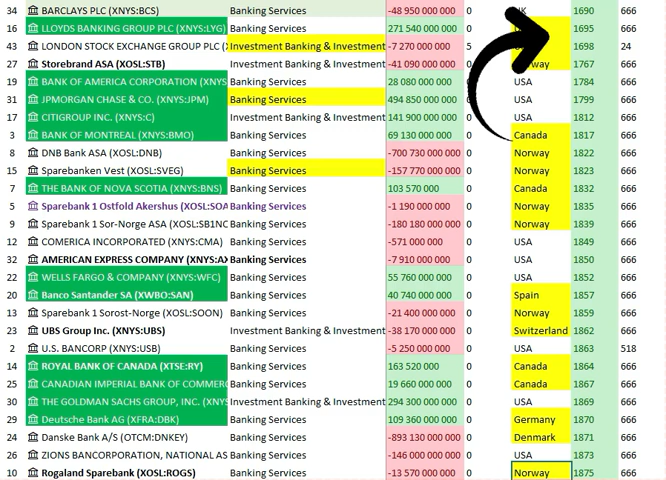 34 BARCLAYS PLC (XNYS:BCS) Banking Services -48 950 000 000 0 1690 666
16 LLOYDS BANKING GROUP PLC (XNYS:LYG) Banking Services 271 540 000 000 0 1695 666
43 LONDON STOCK EXCHANGE GROUP PLC ( Investment Banking & Investment -7 270 000 000 5 1698 24
27 Storebrand ASA (XOSL:STB) Investment Banking & Investment -41 090 000 000 0 1767 666
19 BANK OF AMERICA CORPORATION (XNYS Banking Services 28 080 000 000 0 USA 1784 666
31 JPMORGAN CHASE & CO. (XNYS:JPM) Banking Services 494 850 000 000 USA 1799 666
17 CITIGROUP INC. (XNYS:C) Investment Banking & Investment 141 900 000 000 USA 1812 666
3 BANK OF MONTREAL (XNYS:BMO) Banking Services 69 130 000 000 0 Canada 1817 666
8 DNB Bank ASA (XOSL:DNB) Banking Services -700 730 000 000 0 Norway 1822 666
15 Sparebanken Vest (XOSL:SVEG) Banking Services -157 770 000 000 0 Norway 1823 666
7 THE BANK OF NOVA SCOTIA (XNYS:BNS) Banking Services 103 570 000 0 Canada 1832 666
5 Sparebank 1 Ostfold Akershus (XOSL:SOA Banking Services -1 190 000 000 0 Norway 1835 666
9 Sparebank 1 Sor-Norge ASA (XOSL:SB1NC Banking Services -180 180 000 000 0 Norway 1839 666
12 COMERICA INCORPORATED (XNYS:CMA) Banking Services -571 000 000 0 USA 1849 666
32 AMERICAN EXPRESS COMPANY (XNYS:AX Banking Services -7 910 000 000 0 USA 1850 666
22 WELLS FARGO & COMPANY (XNYS:WFC) Banking Services 55 760 000 000 0 USA 1852 666
20 Banco Santander SA (XWBO:SAN) Banking Services 40 740 000 000 0 Spain 1857 666
13 Sparebank 1 Sorost-Norge (XOSL:SOON) Banking Services -21 400 000 000 0 Norway 1859 666
23 UBS Group Inc. (XNYS:UBS) Investment Banking & Investment -38 170 000 000 0 Switzerland 1862 666
2 U.S. BANCORP (XNYS:USB) Banking Services -5 250 000 000 0 USA 1863 518
14 ROYAL BANK OF CANADA (XTSE:RY) Banking Services 163 520 000 0 Canada 1864 666
25 CANADIAN IMPERIAL BANK OF COMMERC Banking Services 19 660 000 000 0 Canada 1867 666
30 THE GOLDMAN SACHS GROUP, INC. (XNYS Investment Banking & Investment 294 300 000 000 0 USA 1869 666
29 Deutsche Bank AG (XFRA:DBK) Banking Services 109 360 000 000 0 Germany 1870 666
24 Danske Bank A/S (OTCM:DNKEY) Banking Services -893 130 000 000 0 Denmark 1871 666
26 ZIONS BANCORPORATION, NATIONAL AS Banking Services -146 000 000 000 0 USA 1873 666
10 Rogaland Sparebank (XOSL:ROGS) Banking Services -13 570 000 000 0 Norway 1875 666